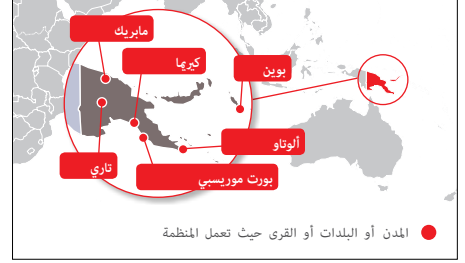 مابريك
كيريما
بوين
ألوتاو
تاري
بورت موريسبي
المدن أو البلدات أو القرى حيث تعمل المنظمة